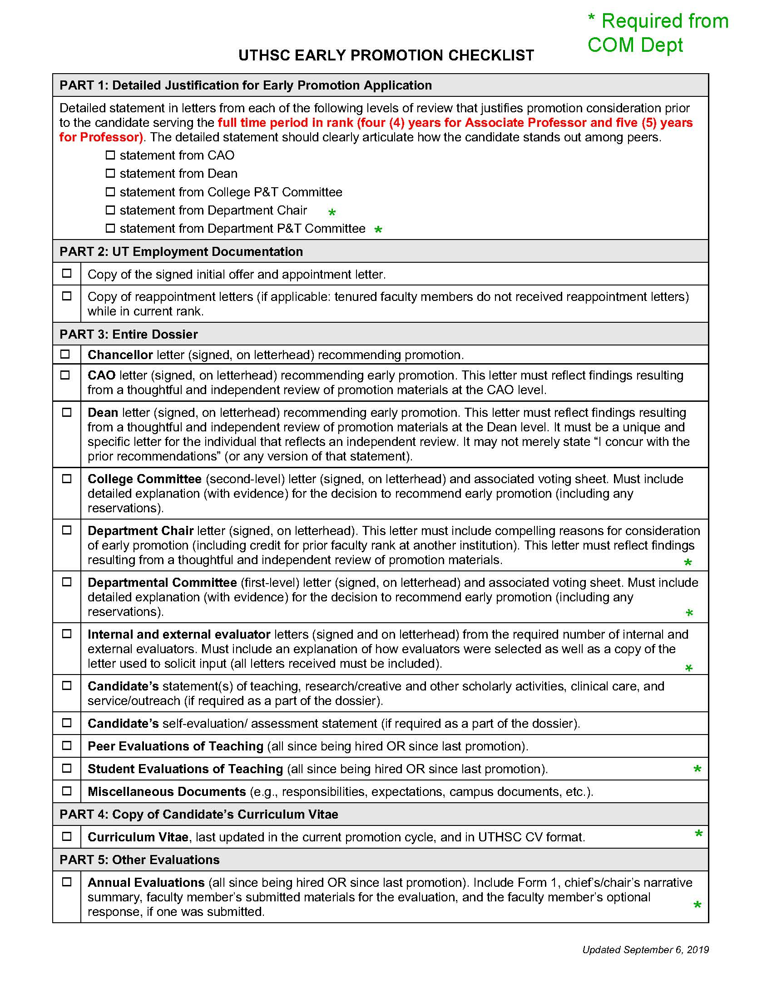 * Required from
COM Dept
UTHSC EARLY PROMOTION CHECKLIST
PART 1: Detailed Justification for Early Promotion Application
Detailed statement in letters from each of the following levels of review that justifies promotion consideration prior
to the candidate serving the full time period in rank (four (4) years for Associate Professor and five (5) years
for Professor). The detailed statement should clearly articulate how the candidate stands out among peers.
☐ statement from CAO
☐ statement from Dean
☐ statement from College P&T Committee
☐ statement from Department Chair *
☐ statement from Department P&T Committee *
PART 2: UT Employment Documentation
☐ Copy of the signed initial offer and appointment letter.
☐ Copy of reappointment letters (if applicable: tenured faculty members do not received reappointment letters)
while in current rank.
PART 3: Entire Dossier
☐ Chancellor letter (signed, on letterhead) recommending promotion.
☐ CAO letter (signed, on letterhead) recommending early promotion. This letter must reflect findings resulting
from a thoughtful and independent review of promotion materials at the CAO level.
☐ Dean letter (signed, on letterhead) recommending early promotion. This letter must reflect findings resulting
from a thoughtful and independent review of promotion materials at the Dean level. It must be a unique and
specific letter for the individual that reflects an independent review. It may not merely state “I concur with the
prior recommendations” (or any version of that statement).
☐ College Committee (second-level) letter (signed, on letterhead) and associated voting sheet. Must include
detailed explanation (with evidence) for the decision to recommend early promotion (including any
reservations).
☐ Department Chair letter (signed, on letterhead). This letter must include compelling reasons for consideration
of early promotion (including credit for prior faculty rank at another institution). This letter must reflect findings
resulting from a thoughtful and independent review of promotion materials. *
☐ Departmental Committee (first-level) letter (signed, on letterhead) and associated voting sheet. Must include
detailed explanation (with evidence) for the decision to recommend early promotion (including any
reservations). *
☐ Internal and external evaluator letters (signed and on letterhead) from the required number of internal and
external evaluators. Must include an explanation of how evaluators were selected as well as a copy of the
letter used to solicit input (all letters received must be included). *
☐ Candidate’s statement(s) of teaching, research/creative and other scholarly activities, clinical care, and
service/outreach (if required as a part of the dossier).
☐ Candidate’s self-evaluation/ assessment statement (if required as a part of the dossier).
☐ Peer Evaluations of Teaching (all since being hired OR since last promotion).
☐ Student Evaluations of Teaching (all since being hired OR since last promotion). *
☐ Miscellaneous Documents (e.g., responsibilities, expectations, campus documents, etc.).
PART 4: Copy of Candidate’s Curriculum Vitae
☐ Curriculum Vitae, last updated in the current promotion cycle, and in UTHSC CV format. *
PART 5: Other Evaluations
☐ Annual Evaluations (all since being hired OR since last promotion). Include Form 1, chief’s/chair’s narrative
summary, faculty member’s submitted materials for the evaluation, and the faculty member’s optional
response, if one was submitted. *
Updated September 6, 2019